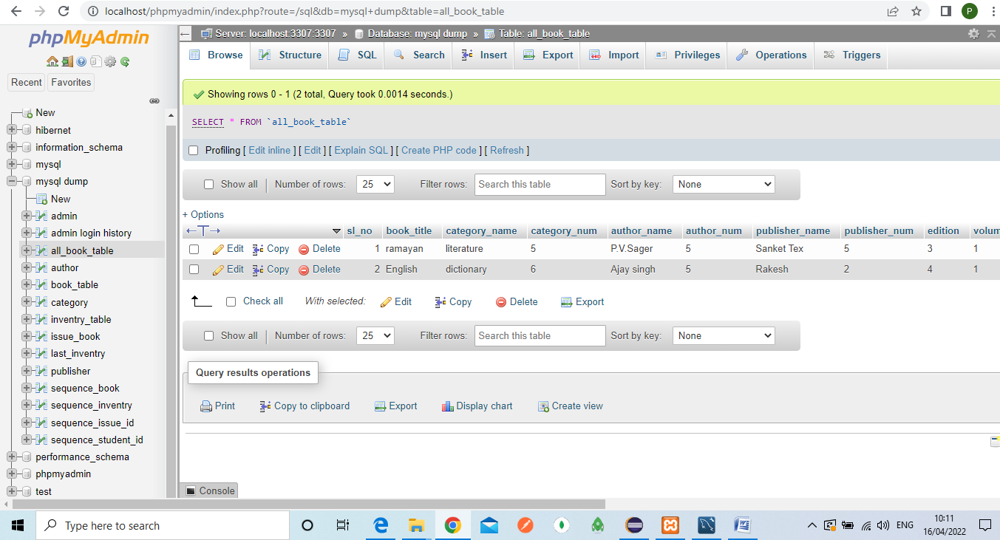 localhost/phpmyadmin/index.php?route=/sql&db=mysql+dump&table=all_book_table
P
phpMyAdmin
Recent Favorites
New
hibernet
information_schema
mysql
mysql dump
New
admin
admin login history
all_book_table
author
book_table
category
inventry_table
issue_book
last_inventry
publisher
sequence_book
sequence_inventry
sequence_issue_id
sequence_student_id
performance_schema
phpmyadmin
test
Server: localhost:3307:3307 » Database: mysql dump » Table: all_book_table
Browse Structure SQL Search Insert Export Import Privileges Operations Triggers
Showing rows 0 - 1 (2 total, Query took 0.0014 seconds.)
SELECT * FROM `all_book_table`
Profiling [ Edit inline ] [ Edit ] [ Explain SQL ] [ Create PHP code ] [ Refresh ]
Show all | Number of rows: 25 Filter rows: Search this table Sort by key: None
+ Options
←T→ sl_no book_title category_name category_num author_name author_num publisher_name publisher_num edition volum
Edit Copy Delete 1 ramayan literature 5 P.V.Sager 5 Sanket Tex 5 3 1
Edit Copy Delete 2 English dictionary 6 Ajay singh 5 Rakesh 2 4 1
Check all With selected: Edit Copy Delete Export
Show all | Number of rows: 25 Filter rows: Search this table Sort by key: None
Query results operations
Print Copy to clipboard Export Display chart Create view
Console
Type here to search
ENG
10:11
16/04/2022